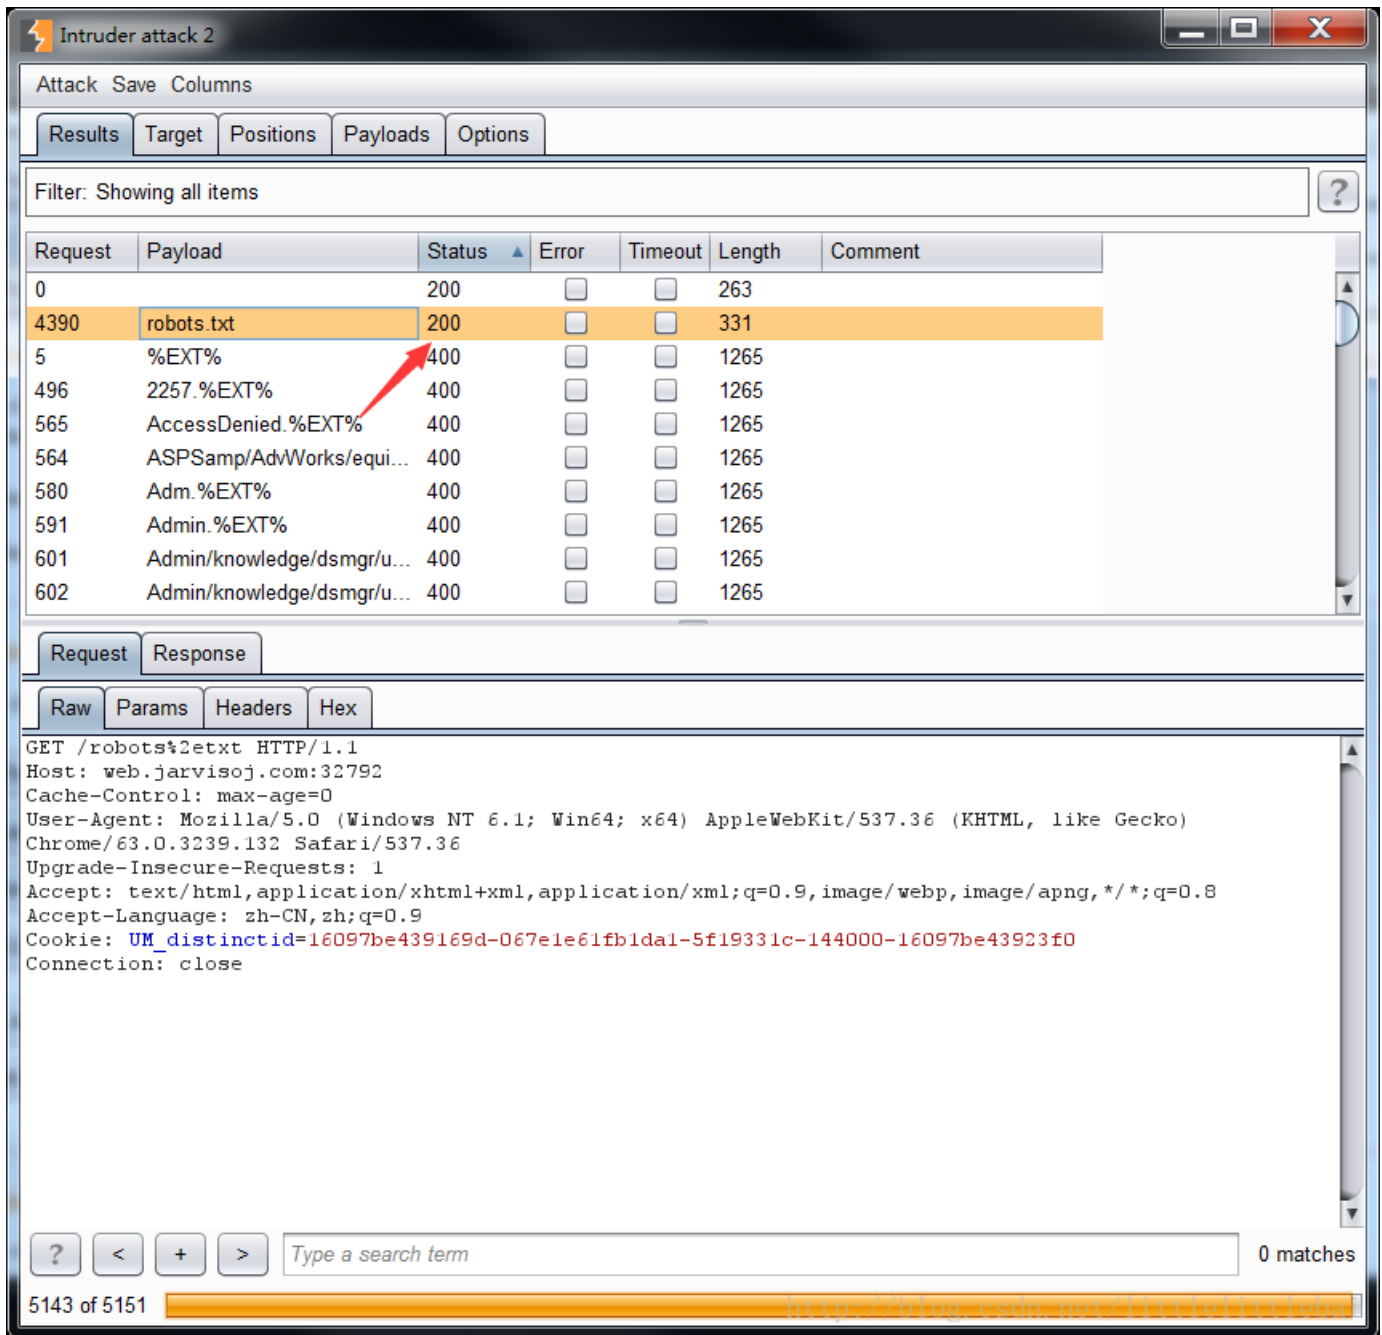 Intruder attack 2
Attack Save Columns
Results Target Positions Payloads Options
Filter: Showing all items ?
Request Payload Status Error Timeout Length Comment
0 200 263
4390 robots.txt 200 331
5 %EXT% 400 1265
496 2257.%EXT% 400 1265
565 AccessDenied.%EXT% 400 1265
564 ASPSamp/AdvWorks/equi... 400 1265
580 Adm.%EXT% 400 1265
591 Admin.%EXT% 400 1265
601 Admin/knowledge/dsmgr/u... 400 1265
602 Admin/knowledge/dsmgr/u... 400 1265
Request Response
Raw Params Headers Hex
GET /robots%2etxt HTTP/1.1
Host: web.jarvisoj.com:32792
Cache-Control: max-age=0
User-Agent: Mozilla/5.0 (Windows NT 6.1; Win64; x64) AppleWebKit/537.36 (KHTML, like Gecko)
Chrome/63.0.3239.132 Safari/537.36
Upgrade-Insecure-Requests: 1
Accept: text/html,application/xhtml+xml,application/xml;q=0.9,image/webp,image/apng,*/*;q=0.8
Accept-Language: zh-CN,zh;q=0.9
Cookie: UM_distinctid=16097be439169d-067e1e61fb1da1-5f19331c-144000-16097be43923f0
Connection: close
? < + > Type a search term 0 matches
5143 of 5151
http://blog.csdn.net/littlelittlebai